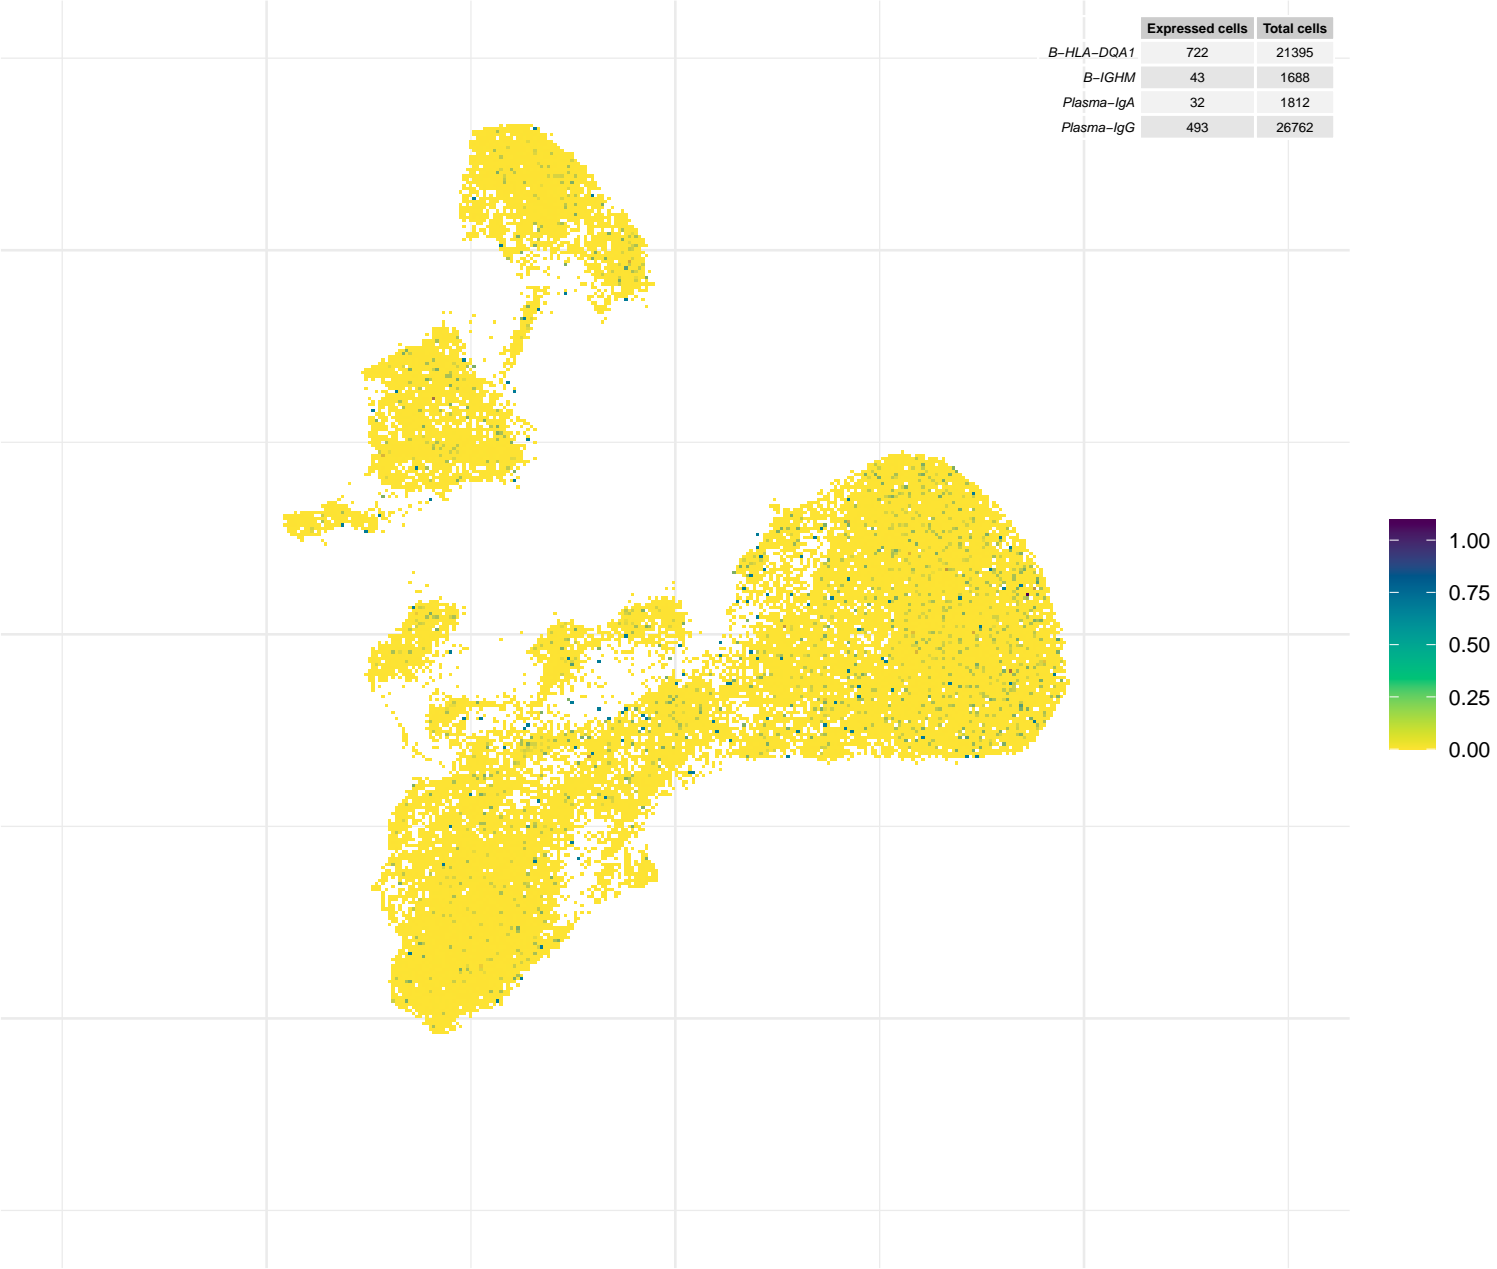 Expressed cells Total cells
B−HLA−DQA1 722 21395
B−IGHM 43 1688
Plasma−IgA 32 1812
Plasma−IgG 493 26762
1.00
0.75
0.50
0.25
0.00